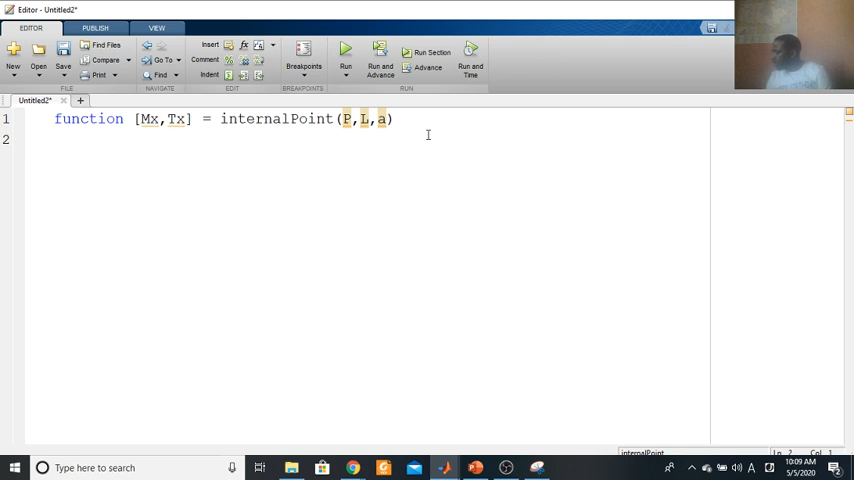 Editor - Untitled2*
EDITOR PUBLISH VIEW
New Open Save Find Files Compare Print Go To Find Insert Comment Indent Breakpoints Run Run and Advance Run Section Advance Run and Time
FILE NAVIGATE EDIT BREAKPOINTS RUN
Untitled2*
1 function [Mx,Tx] = internalPoint(P,L,a)
2
internalPoint Ln 2 Col 1
Type here to search 10:09 AM
5/5/2020